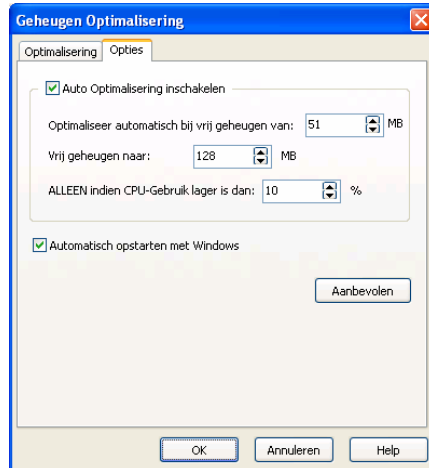 Geheugen Optimalisering
Optimalisering Opties
Auto Optimalisering inschakelen
Optimaliseer automatisch bij vrij geheugen van: 51 MB
Vrij geheugen naar: 128 MB
ALLEEN indien CPU-Gebruik lager is dan: 10 %
Automatisch opstarten met Windows
Aanbevolen
OK Annuleren Help